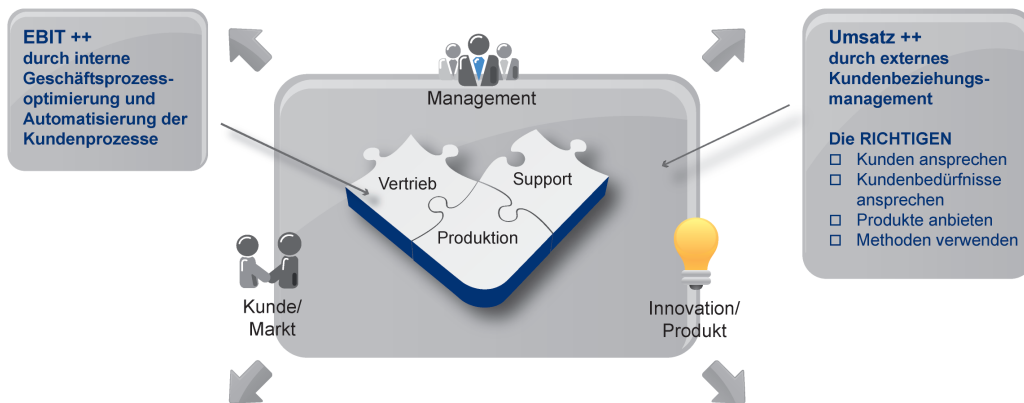 EBIT ++
durch interne
Geschäftsprozess-
optimierung und
Automatisierung der
Kundenprozesse
Management
Vertrieb
Support
Produktion
Kunde/
Markt
Innovation/
Produkt
Umsatz ++
durch externes
Kundenbeziehungs-
management
Die RICHTIGEN
Kunden ansprechen
Kundenbedürfnisse
ansprechen
Produkte anbieten
Methoden verwenden